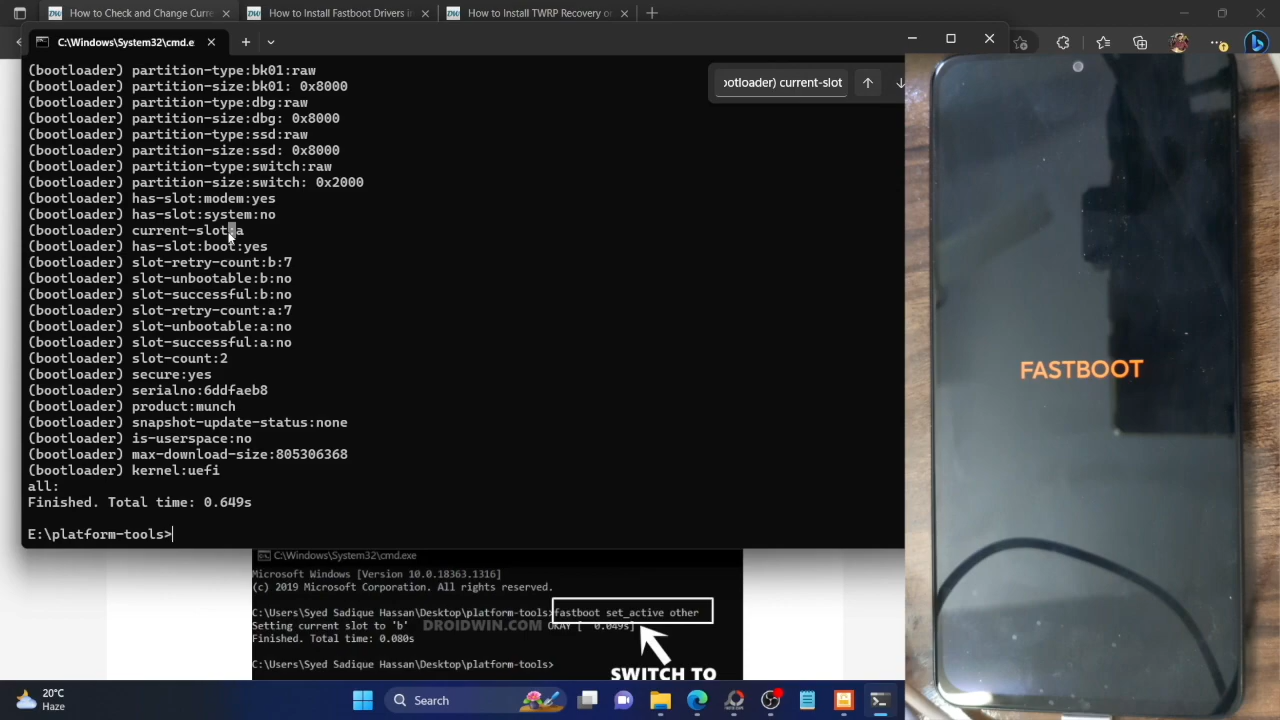 How to Check and Change Curre
How to Install Fastboot Drivers in
How to Install TWRP Recovery or
C:\Windows\System32\cmd.e
ootloader) current-slot
(bootloader) partition-type:bk01:raw
(bootloader) partition-size:bk01: 0x8000
(bootloader) partition-type:dbg:raw
(bootloader) partition-size:dbg: 0x8000
(bootloader) partition-type:ssd:raw
(bootloader) partition-size:ssd: 0x8000
(bootloader) partition-type:switch:raw
(bootloader) partition-size:switch: 0x2000
(bootloader) has-slot:modem:yes
(bootloader) has-slot:system:no
(bootloader) current-slot:a
(bootloader) has-slot:boot:yes
(bootloader) slot-retry-count:b:7
(bootloader) slot-unbootable:b:no
(bootloader) slot-successful:b:no
(bootloader) slot-retry-count:a:7
(bootloader) slot-unbootable:a:no
(bootloader) slot-successful:a:no
(bootloader) slot-count:2
(bootloader) secure:yes
(bootloader) serialno:6ddfaeb8
(bootloader) product:munch
(bootloader) snapshot-update-status:none
(bootloader) is-userspace:no
(bootloader) max-download-size:805306368
(bootloader) kernel:uefi
all:
Finished. Total time: 0.649s
E:\platform-tools>
FASTBOOT
C:\Windows\System32\cmd.exe
Microsoft Windows [Version 10.0.18363.1316]
(c) 2019 Microsoft Corporation. All rights reserved.
C:\Users\Syed Sadique Hassan\Desktop\platform-tools>fastboot set_active other
Setting current slot to 'b' DROIDWIN.COM OKAY [ 0.049s]
Finished. Total time: 0.080s
C:\Users\Syed Sadique Hassan\Desktop\platform-tools>
SWITCH TO
20°C
Haze
Search